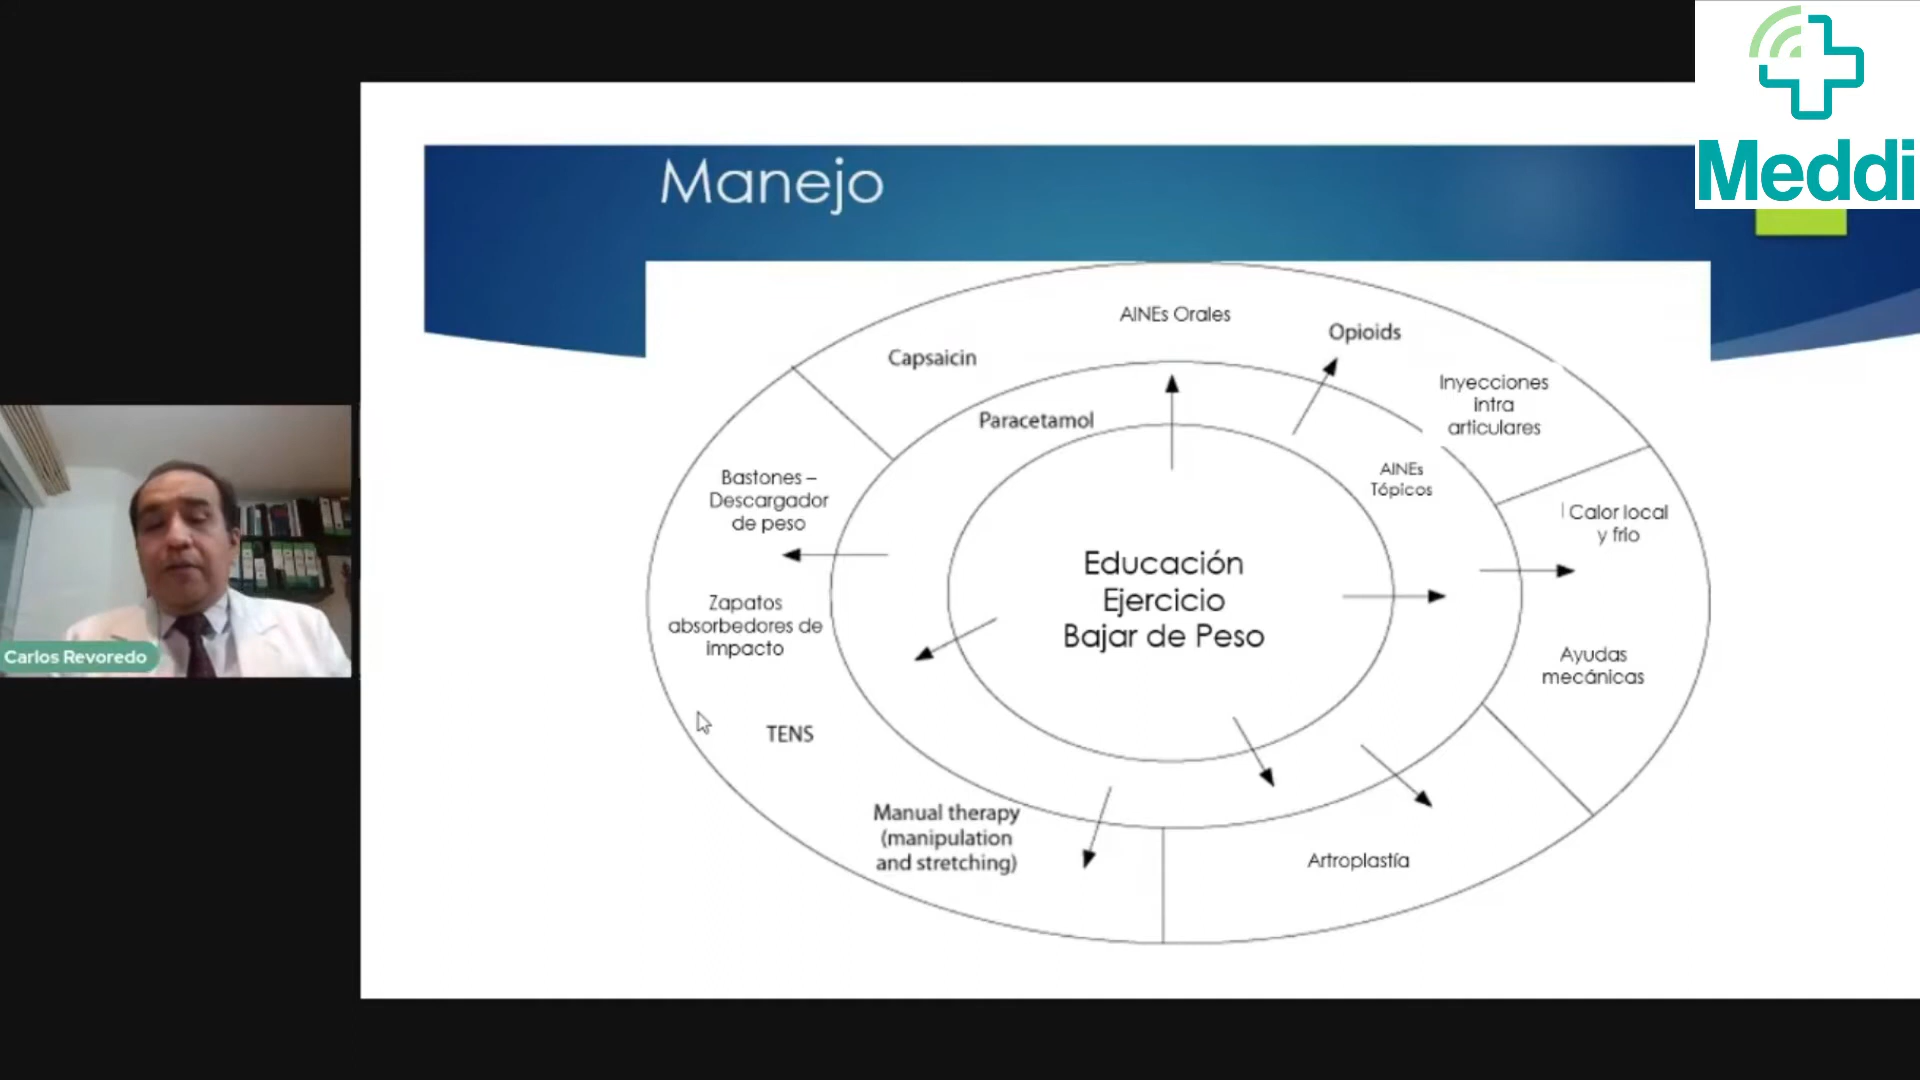 Meddi
Manejo
AINEs Orales
Opioids
Capsaicin
Inyecciones
intra
articulares
Paracetamol
AINEs
Tópicos
Bastones –
Descargador
de peso
Calor local
y frío
Educación
Ejercicio
Bajar de Peso
Zapatos
absorbedores de
impacto
Ayudas
mecánicas
TENS
Manual therapy
(manipulation
and stretching)
Artroplastía
Carlos Revoredo